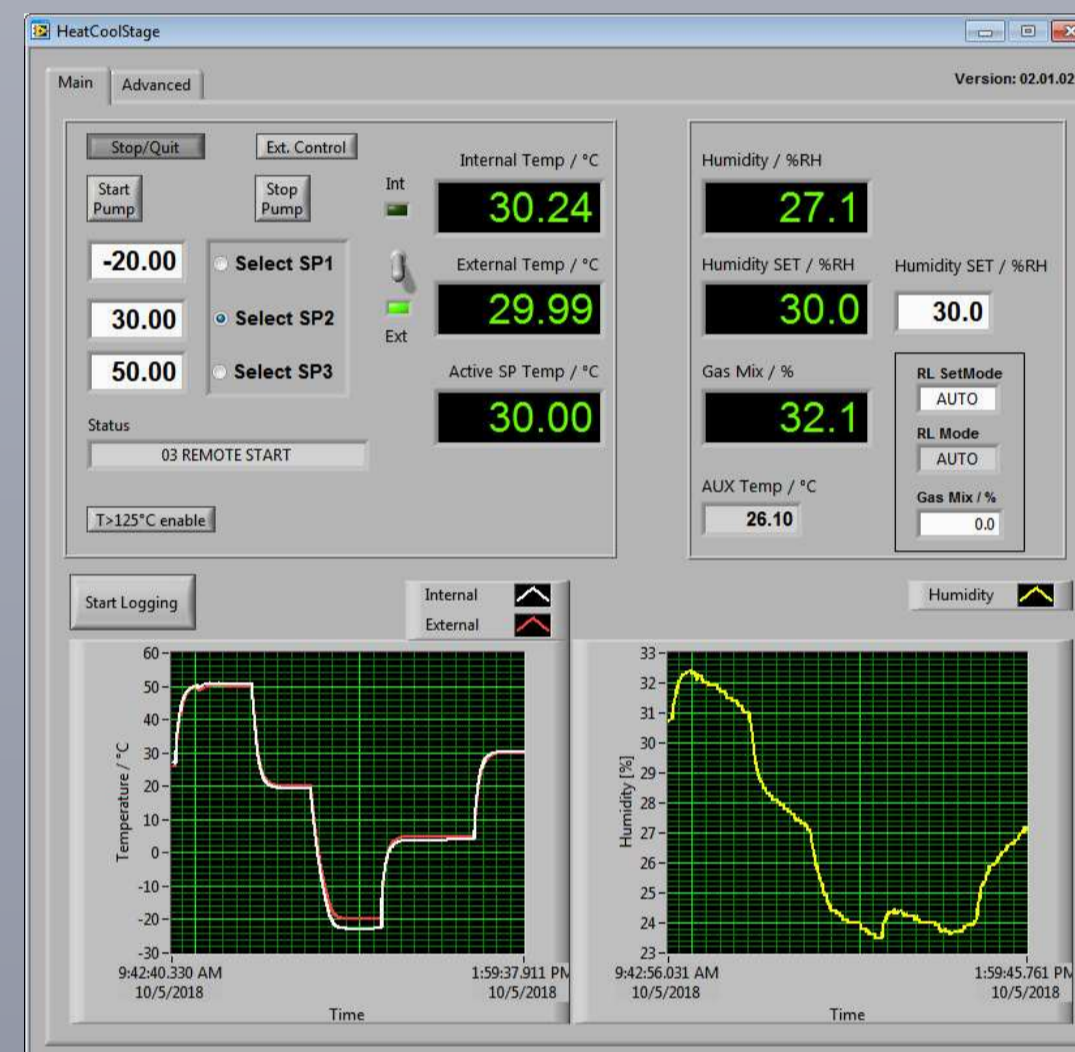 HeatCoolStage
Main
Advanced
Version: 02.01.02
Stop/Quit
Ext. Control
Start
Pump
Stop
Pump
Int
Internal Temp / °C
30.24
-20.00
Select SP1
External Temp / °C
29.99
30.00
Select SP2
Ext
50.00
Select SP3
Active SP Temp / °C
30.00
Status
03 REMOTE START
T>125°C enable
Humidity / %RH
27.1
Humidity SET / %RH
30.0
Humidity SET / %RH
30.0
Gas Mix / %
32.1
RL SetMode
AUTO
RL Mode
AUTO
Gas Mix / %
0.0
AUX Temp / °C
26.10
Start Logging
Internal
External
Temperature / °C
60
50
40
30
20
10
0
-10
-20
-30
9:42:40.330 AM
10/5/2018
1:59:37.911 PM
10/5/2018
Time
Humidity
Humidity [%]
33
32
31
30
29
28
27
26
25
24
23
9:42:56.031 AM
10/5/2018
1:59:45.761 PM
10/5/2018
Time